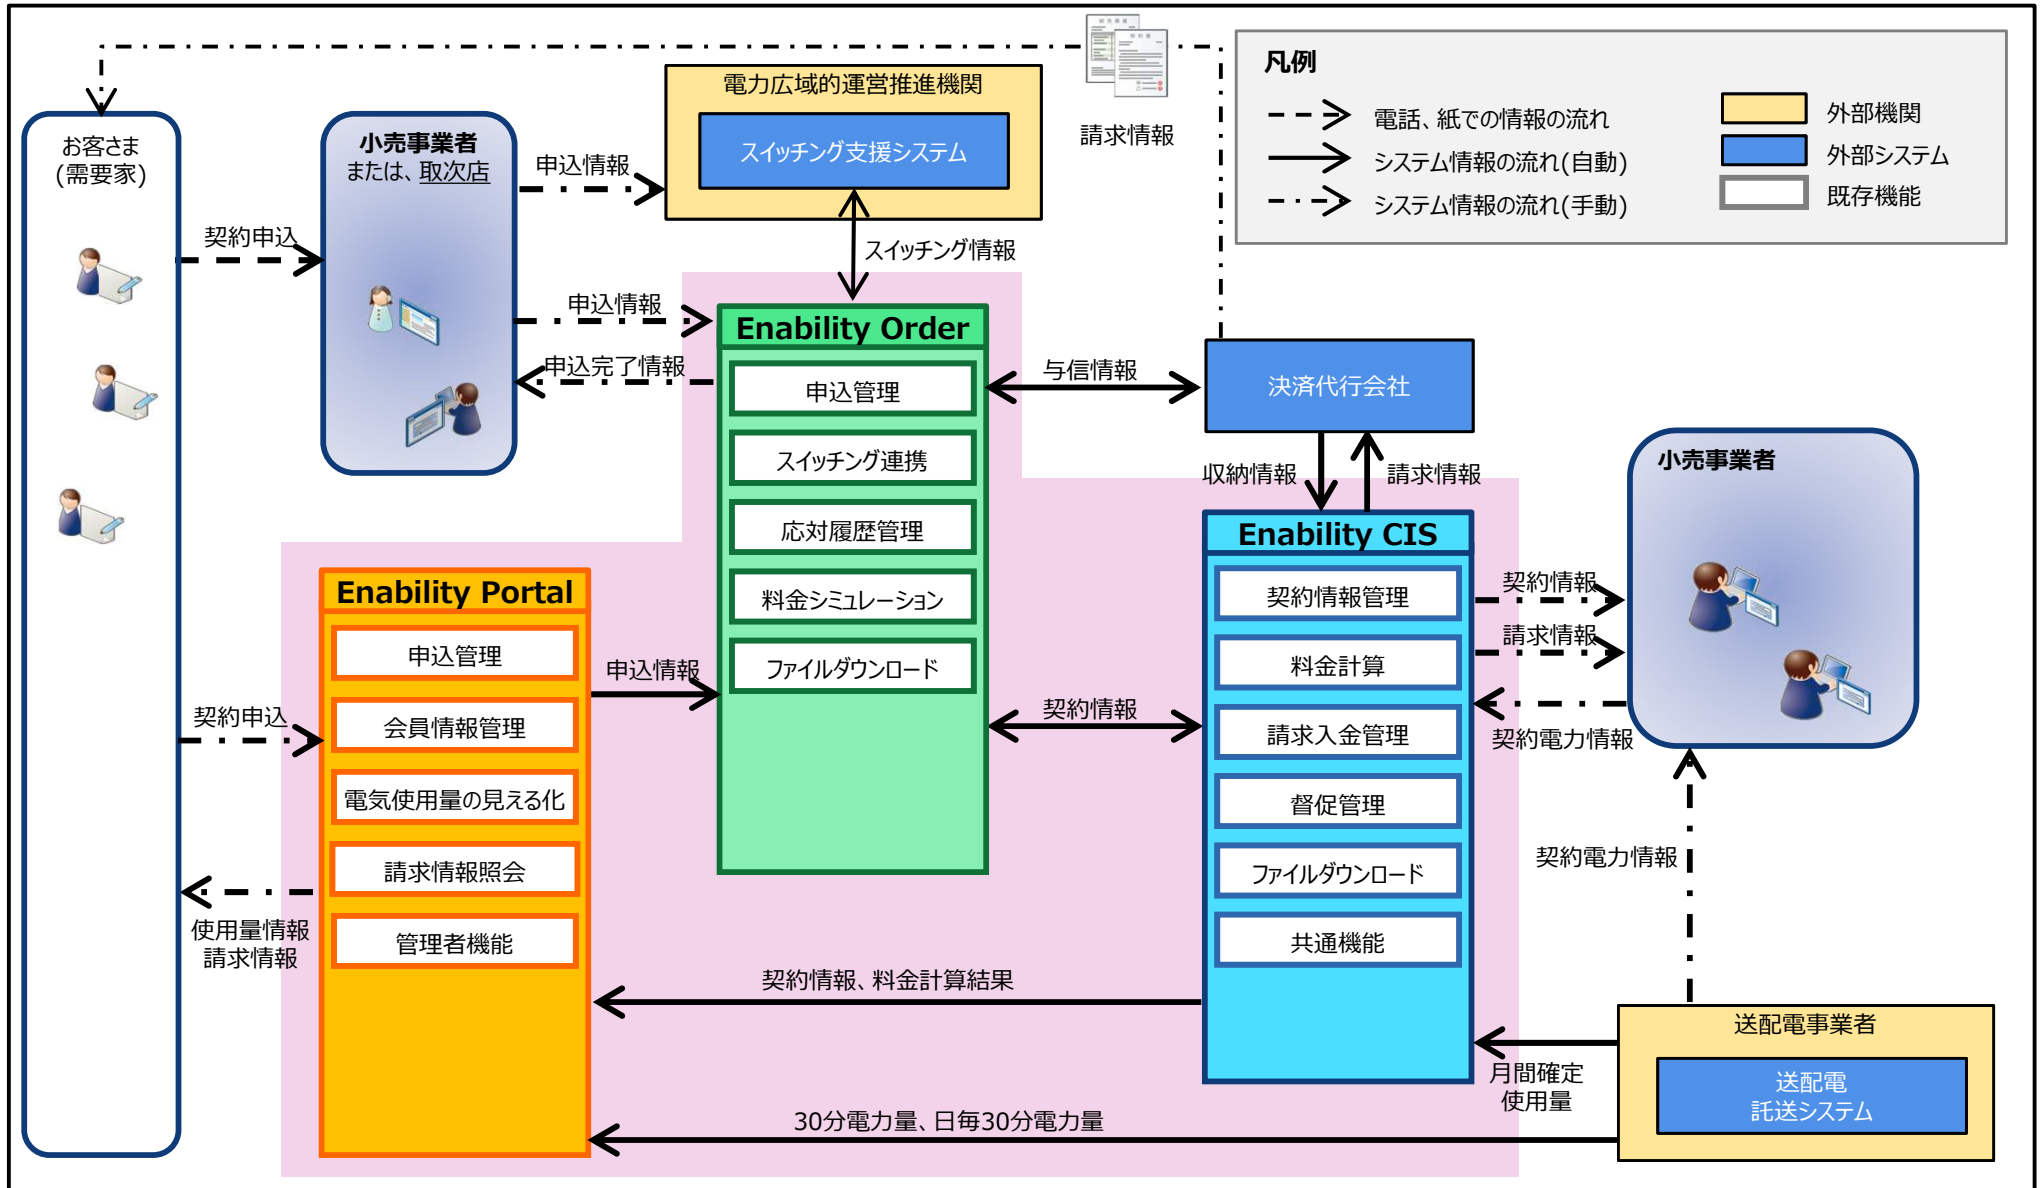 請求情報
凡例
電話、紙での情報の流れ
システム情報の流れ(自動)
システム情報の流れ(手動)
外部機関
外部システム
既存機能
電力広域的運営推進機関
スイッチング支援システム
お客さま
(需要家)
小売事業者
または、取次店
申込情報
契約申込
スイッチング情報
申込情報
申込完了情報
Enability Order
申込管理
スイッチング連携
応対履歴管理
料金シミュレーション
ファイルダウンロード
与信情報
決済代行会社
収納情報
請求情報
小売事業者
Enability CIS
契約情報管理
料金計算
請求入金管理
督促管理
ファイルダウンロード
共通機能
契約情報
請求情報
契約電力情報
契約電力情報
Enability Portal
申込管理
会員情報管理
電気使用量の見える化
請求情報照会
管理者機能
申込情報
契約情報
契約申込
使用量情報
請求情報
契約情報、料金計算結果
30分電力量、日毎30分電力量
月間確定
使用量
送配電事業者
送配電
託送システム